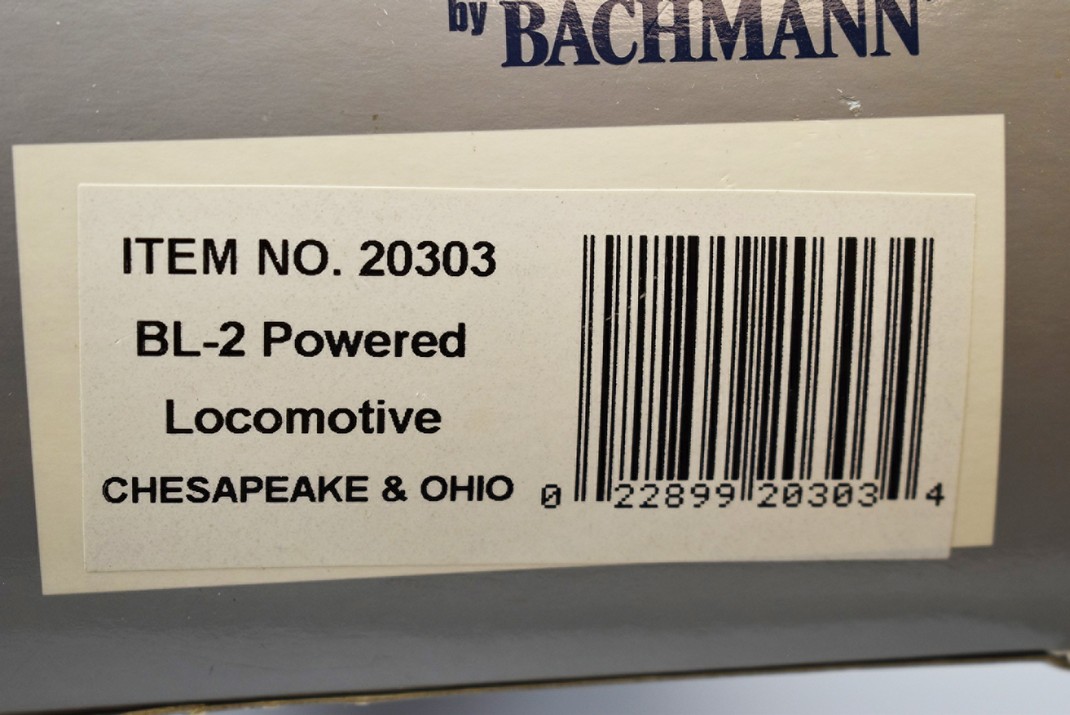 by BACHMANN
ITEM NO. 20303
BL-2 Powered
Locomotive
CHESAPEAKE & OHIO
0 22899 20303 4